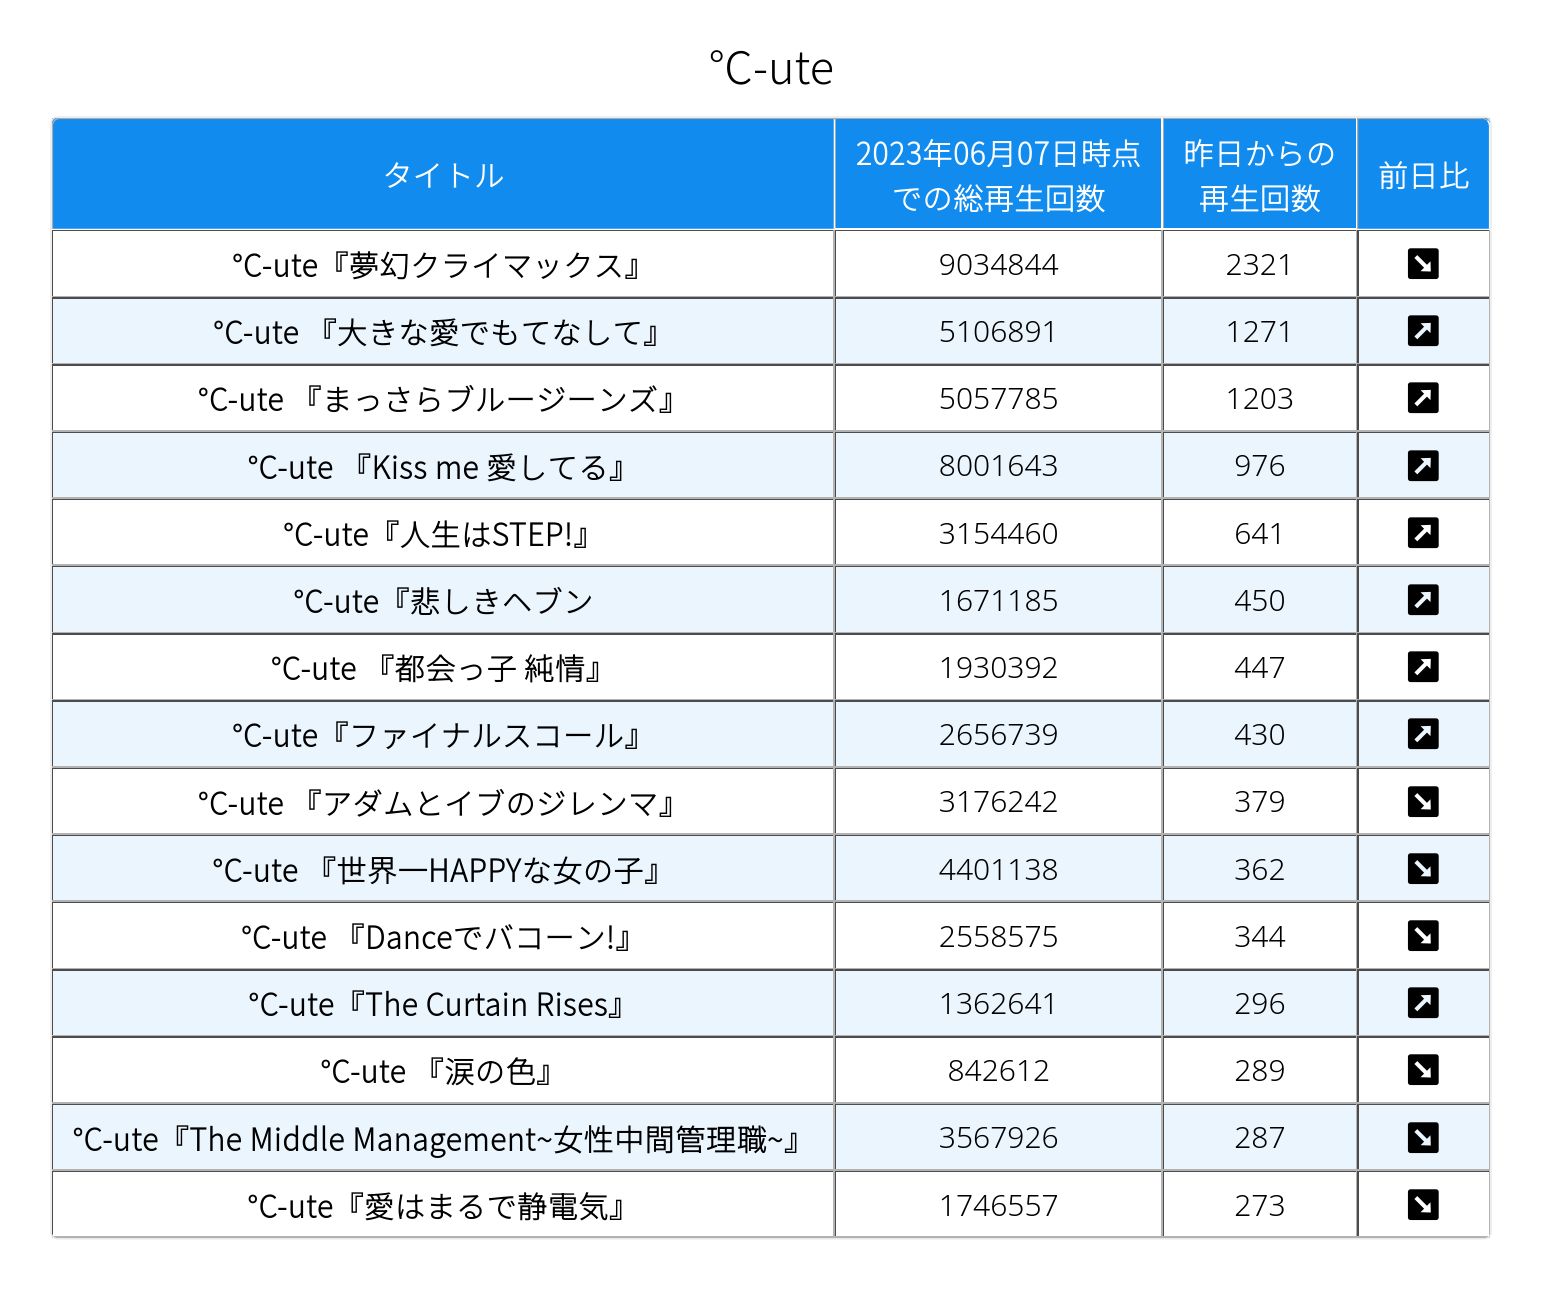 ℃-ute
タイトル 2023年06月07日時点での総再生回数 昨日からの再生回数 前日比
℃-ute『夢幻クライマックス』 9034844 2321 ↘
℃-ute 『大きな愛でもてなして』 5106891 1271 ↗
℃-ute 『まっさらブルージーンズ』 5057785 1203 ↗
℃-ute 『Kiss me 愛してる』 8001643 976 ↗
℃-ute『人生はSTEP!』 3154460 641 ↗
℃-ute『悲しきヘブン 1671185 450 ↗
℃-ute 『都会っ子 純情』 1930392 447 ↗
℃-ute『ファイナルスコール』 2656739 430 ↗
℃-ute 『アダムとイブのジレンマ』 3176242 379 ↘
℃-ute 『世界一HAPPYな女の子』 4401138 362 ↘
℃-ute 『Danceでバコーン!』 2558575 344 ↘
℃-ute『The Curtain Rises』 1362641 296 ↗
℃-ute 『涙の色』 842612 289 ↘
℃-ute『The Middle Management~女性中間管理職~』 3567926 287 ↘
℃-ute『愛はまるで静電気』 1746557 273 ↘